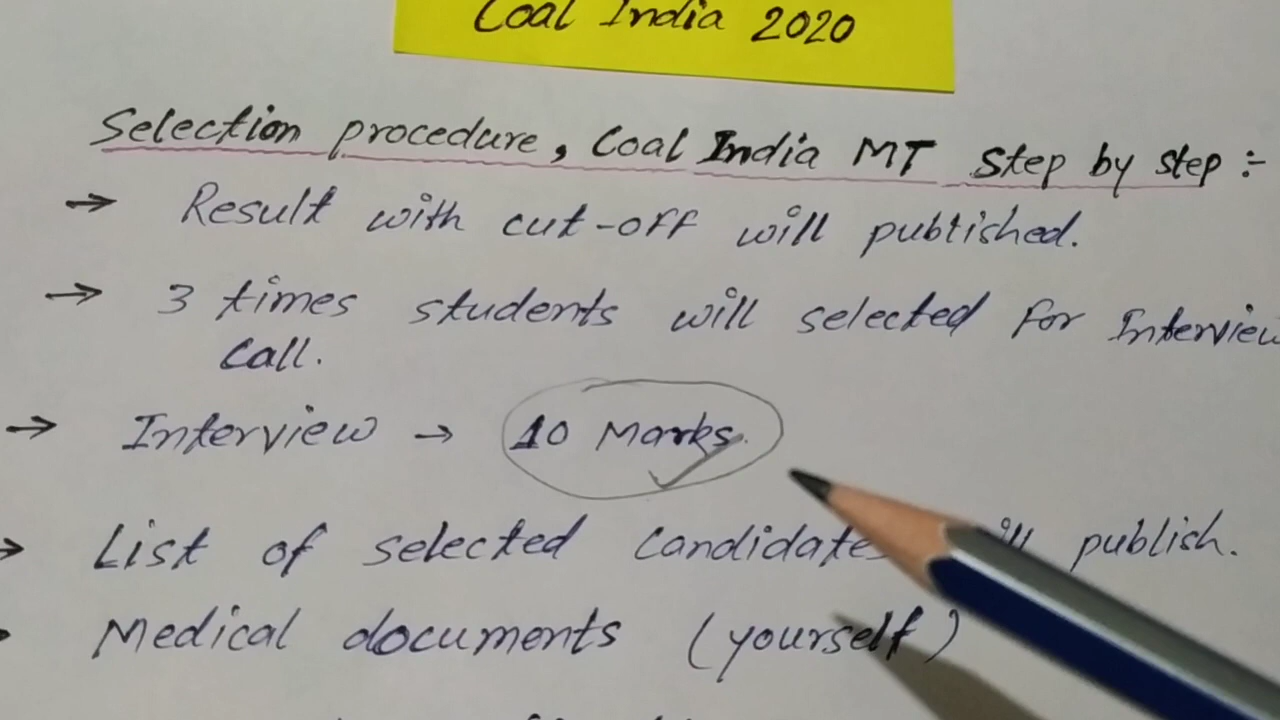 Coal India 2020
Selection procedure, Coal India MT Step by step :-
→ Result with cut-off will published.
→ 3 times students will selected for Interview
call.
→ Interview → 10 Marks.
→ List of selected candidate will publish.
Medical documents (yourself)